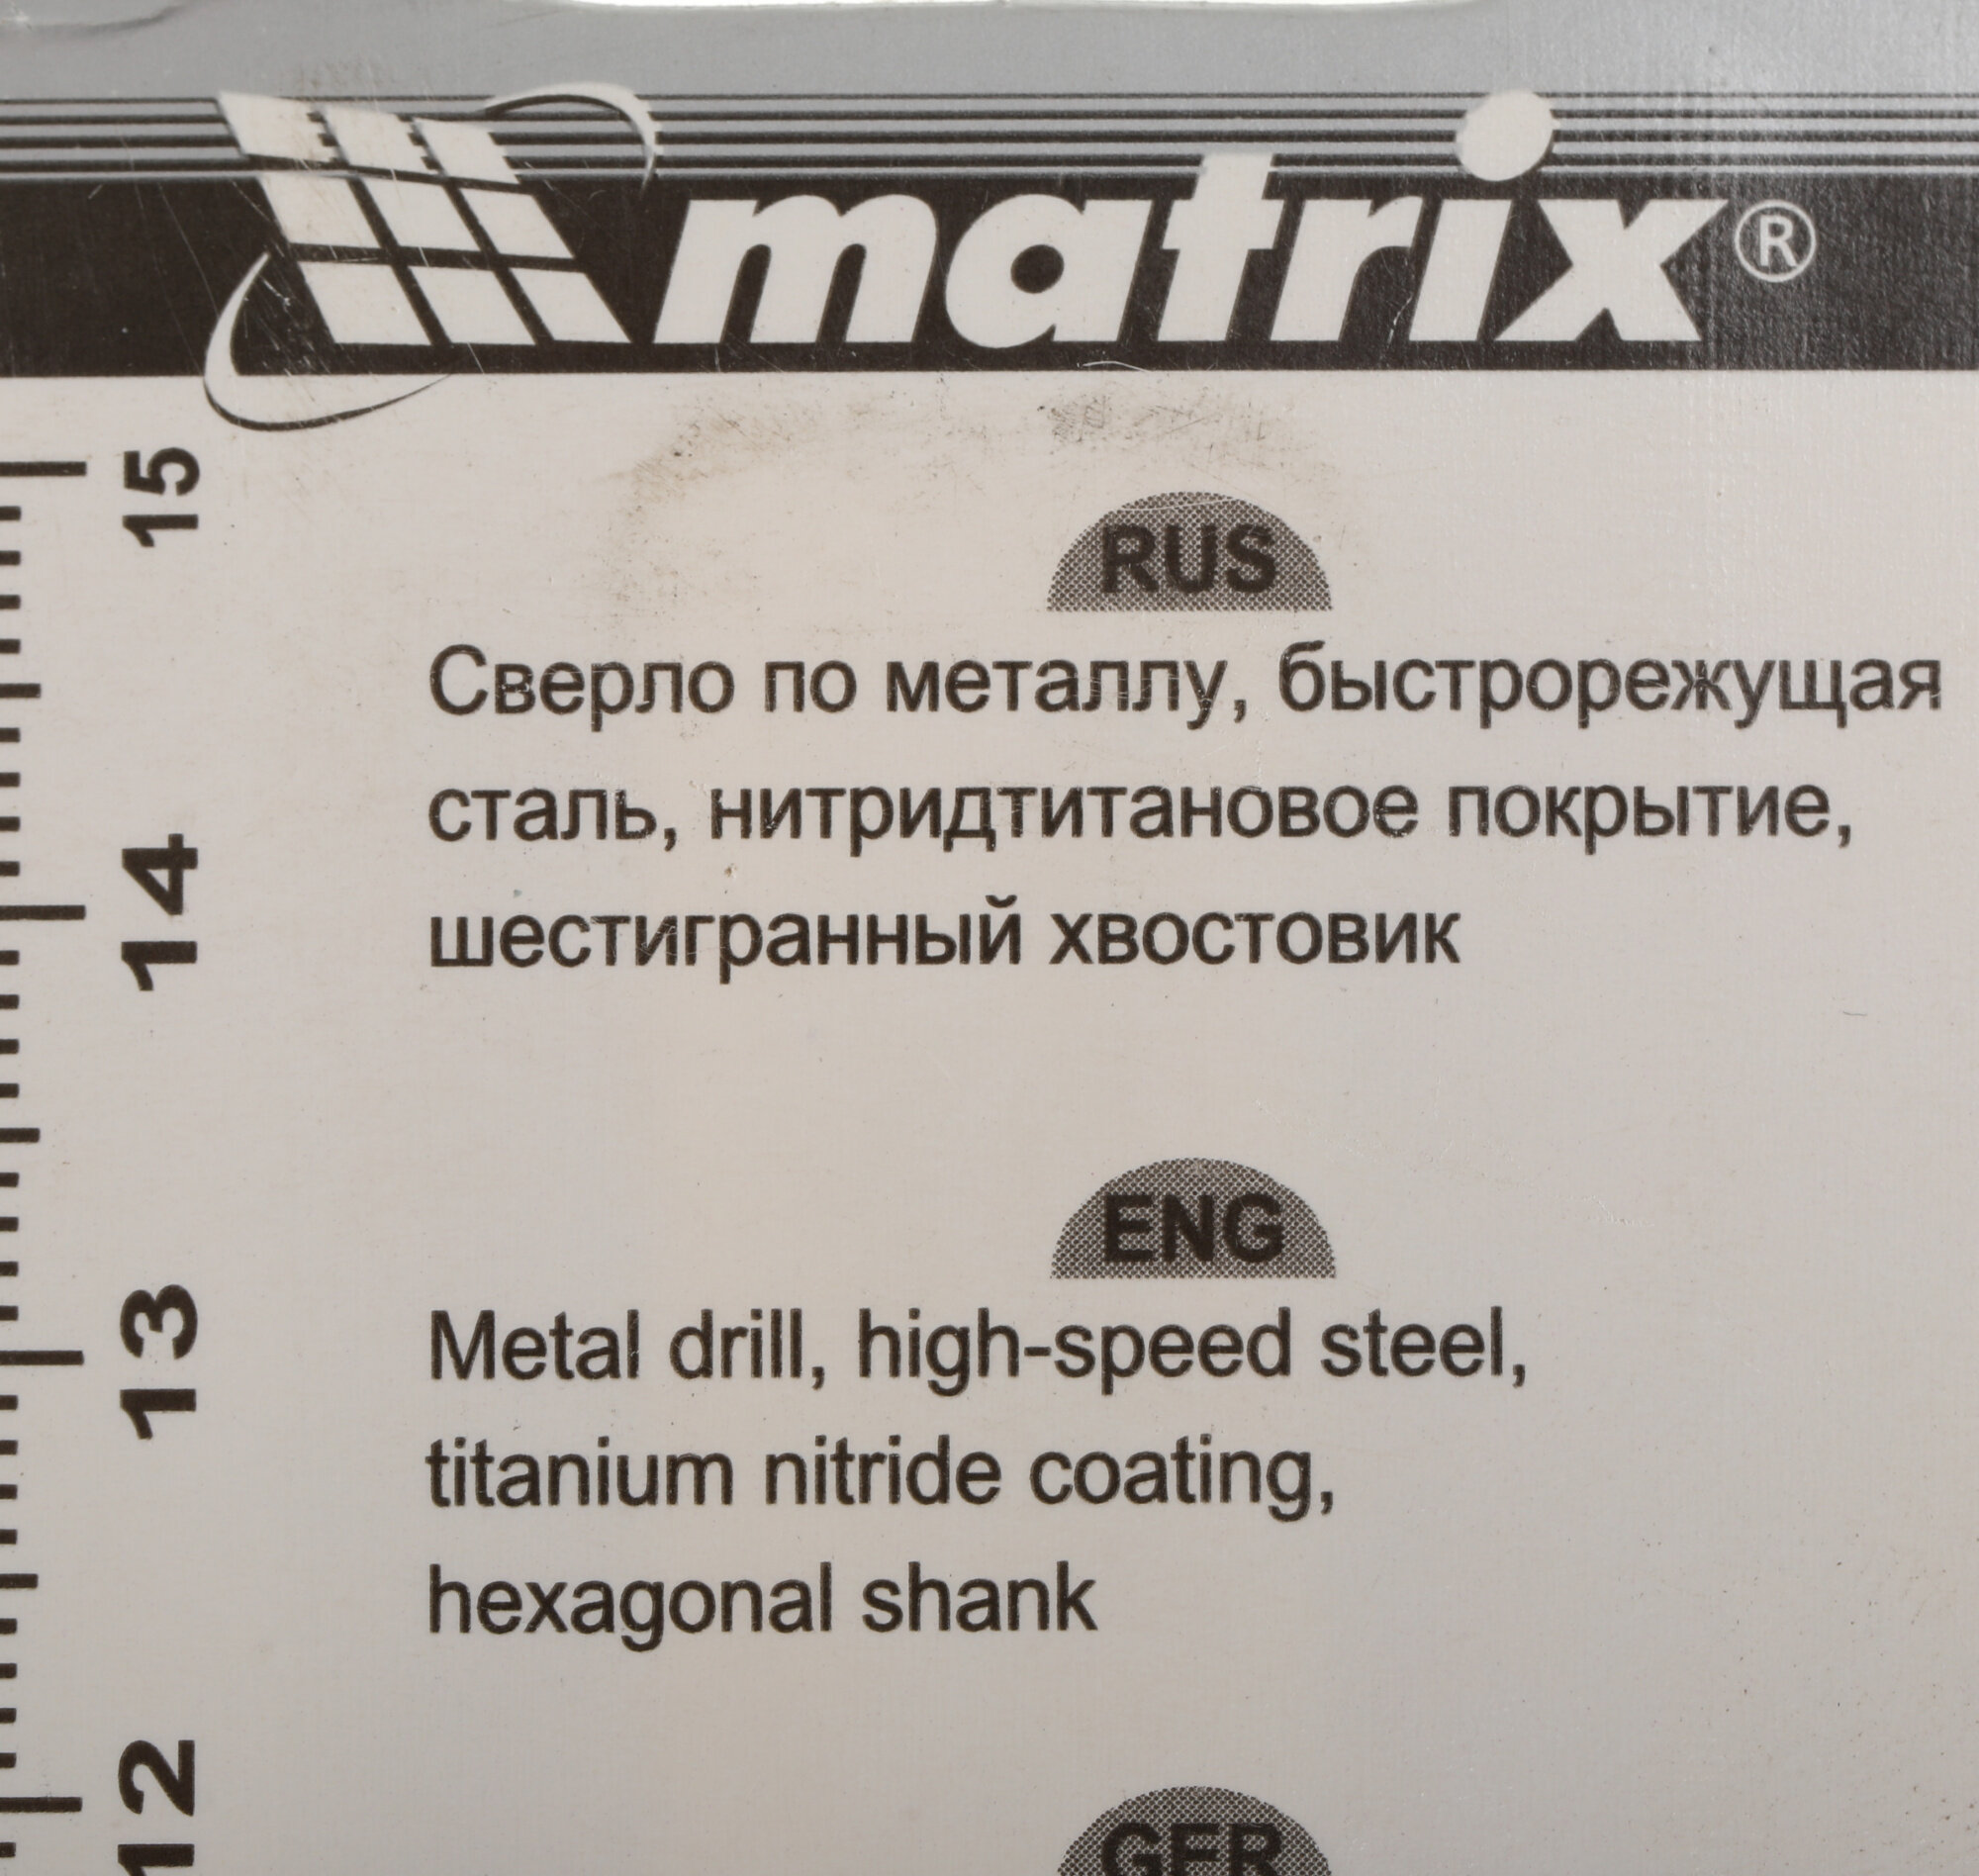 matrix®
15
RUS
Сверло по металлу, быстрорежущая
сталь, нитридтитановое покрытие,
14
шестигранный хвостовик
ENG
13
Metal drill, high-speed steel,
titanium nitride coating,
hexagonal shank
12
GER